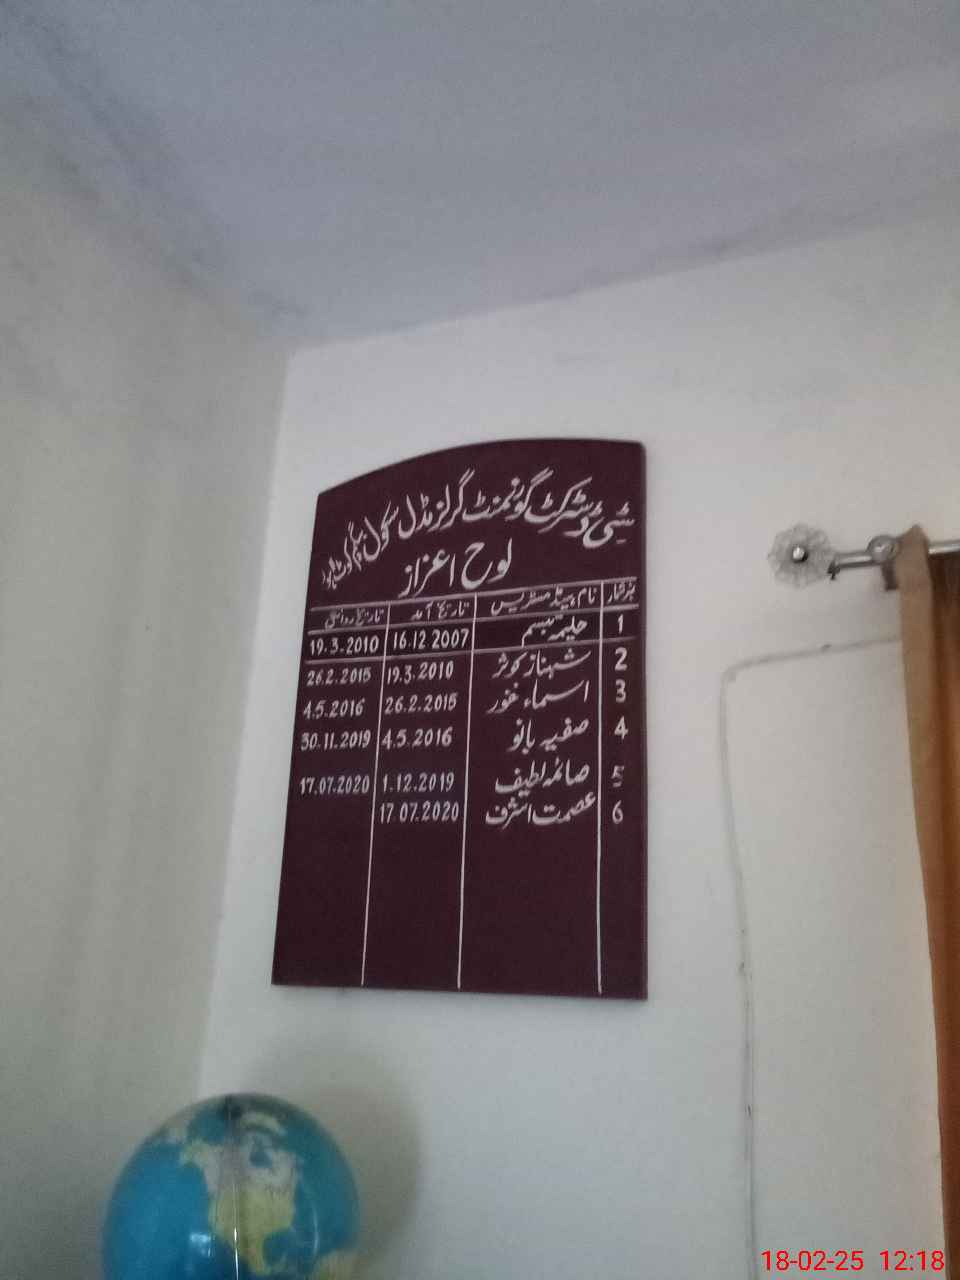 سٹی ڈسٹرکٹ گورنمنٹ گرلز مڈل سکول بیگم کوٹ لاہور
لوح اعزاز
نمبر شمار نام ہیڈ مسٹریس تاریخ آمد تاریخ روانگی
1 حلیمہ تبسم 16.12.2007 19.3.2010
2 شہناز کوثر 19.3.2010 26.2.2015
3 اسماء غفور 26.2.2015 4.5.2016
4 صفیہ بانو 4.5.2016 30.11.2019
5 صائمہ لطیف 1.12.2019 17.07.2020
6 عصمت اشرف 17.07.2020
18-02-25 12:18